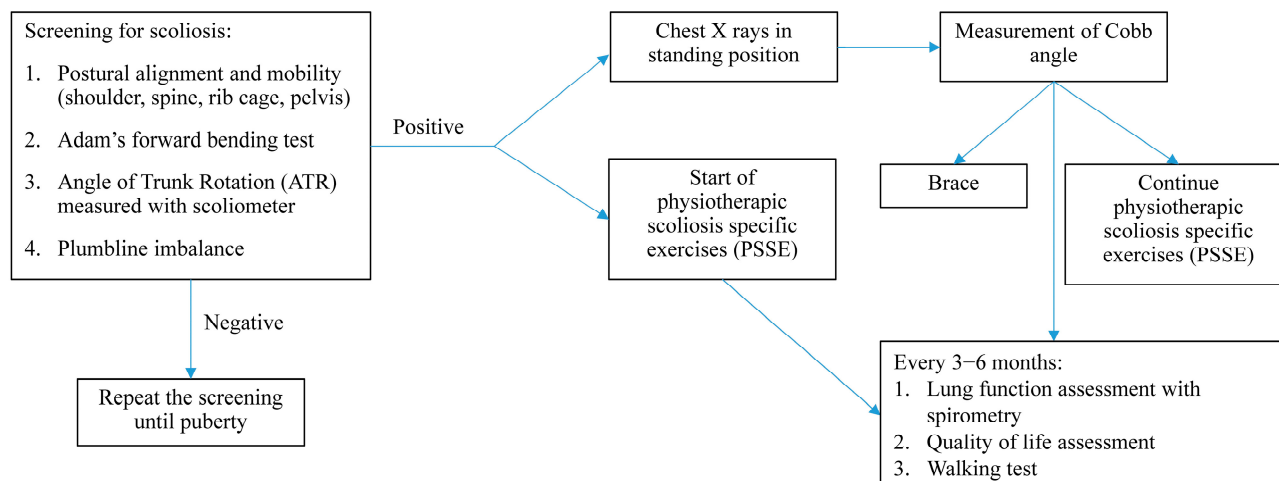 Screening for scoliosis:
1. Postural alignment and mobility
(shoulder, spine, rib cage, pelvis)
2. Adam’s forward bending test
3. Angle of Trunk Rotation (ATR)
measured with scoliometer
4. Plumbline imbalance
Negative
Repeat the screening
until puberty
Positive
Chest X rays in
standing position
Start of
physiotherapic
scoliosis specific
exercises (PSSE)
Measurement of Cobb
angle
Brace
Continue
physiotherapic
scoliosis specific
exercises (PSSE)
Every 3−6 months:
1. Lung function assessment with
spirometry
2. Quality of life assessment
3. Walking test